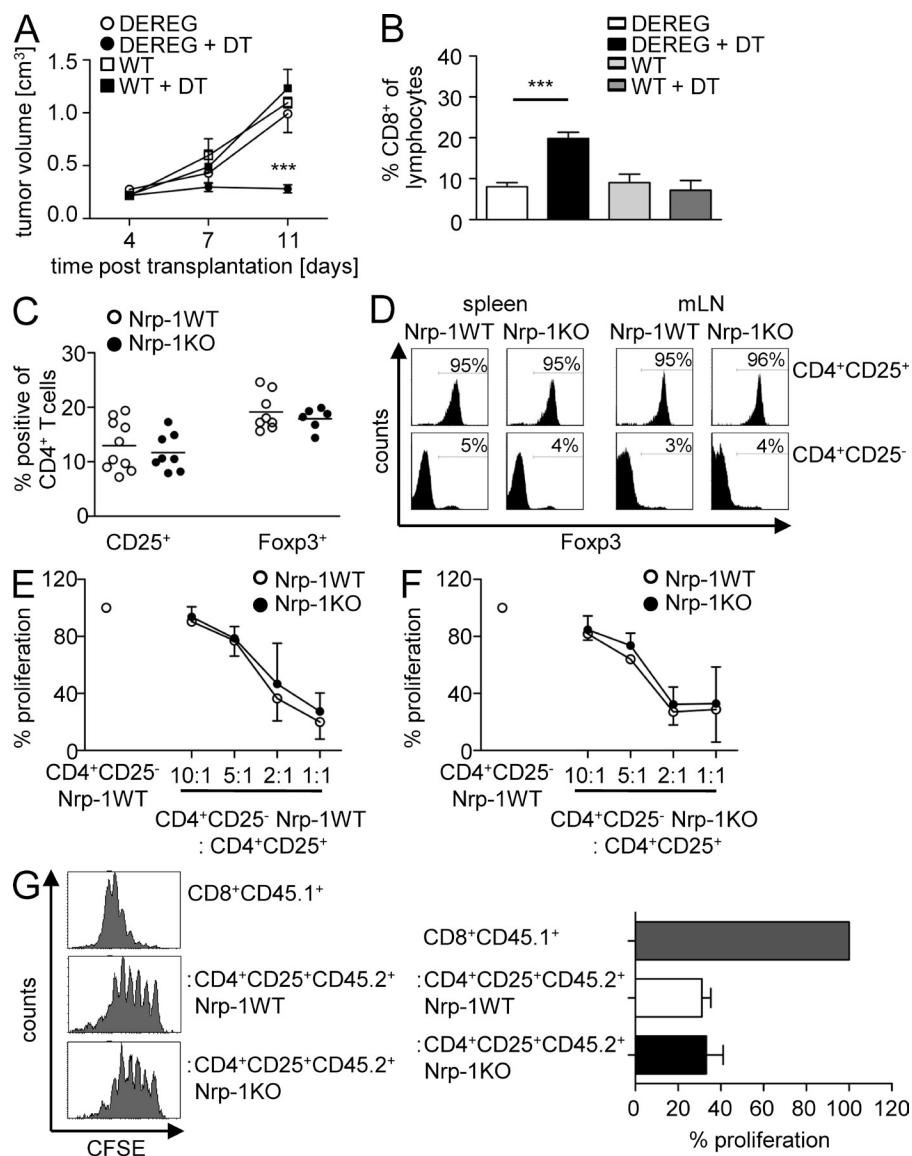 A
DEREG
DEREG + DT
WT
WT + DT
tumor volume [cm³]
1.5
1.0
0.5
0.0
***
4 7 11
time post transplantation [days]
B
DEREG
DEREG + DT
WT
WT + DT
% CD8⁺ of
lymphocytes
40
30
20
10
0
***
C
Nrp-1WT
Nrp-1KO
% positive of
CD4⁺ T cells
30
20
10
0
CD25⁺ Foxp3⁺
D
spleen mLN
Nrp-1WT Nrp-1KO Nrp-1WT Nrp-1KO
95% 95% 95% 96% CD4⁺CD25⁺
5% 4% 3% 4% CD4⁺CD25⁻
counts
Foxp3
E
Nrp-1WT
Nrp-1KO
% proliferation
120
80
40
0
CD4⁺CD25⁻
Nrp-1WT
10:1 5:1 2:1 1:1
CD4⁺CD25⁻ Nrp-1WT
: CD4⁺CD25⁺
F
Nrp-1WT
Nrp-1KO
% proliferation
120
80
40
0
CD4⁺CD25⁻
Nrp-1WT
10:1 5:1 2:1 1:1
CD4⁺CD25⁻ Nrp-1KO
: CD4⁺CD25⁺
G
counts
CD8⁺CD45.1⁺
:CD4⁺CD25⁺CD45.2⁺
Nrp-1WT
:CD4⁺CD25⁺CD45.2⁺
Nrp-1KO
CFSE
CD8⁺CD45.1⁺
:CD4⁺CD25⁺CD45.2⁺
Nrp-1WT
:CD4⁺CD25⁺CD45.2⁺
Nrp-1KO
0 20 40 60 80 100 120
% proliferation